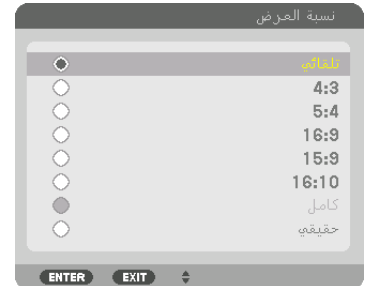 نسبة العرض
تلقائي
4:3
5:4
16:9
15:9
16:10
كامل
حقيقي
ENTER EXIT